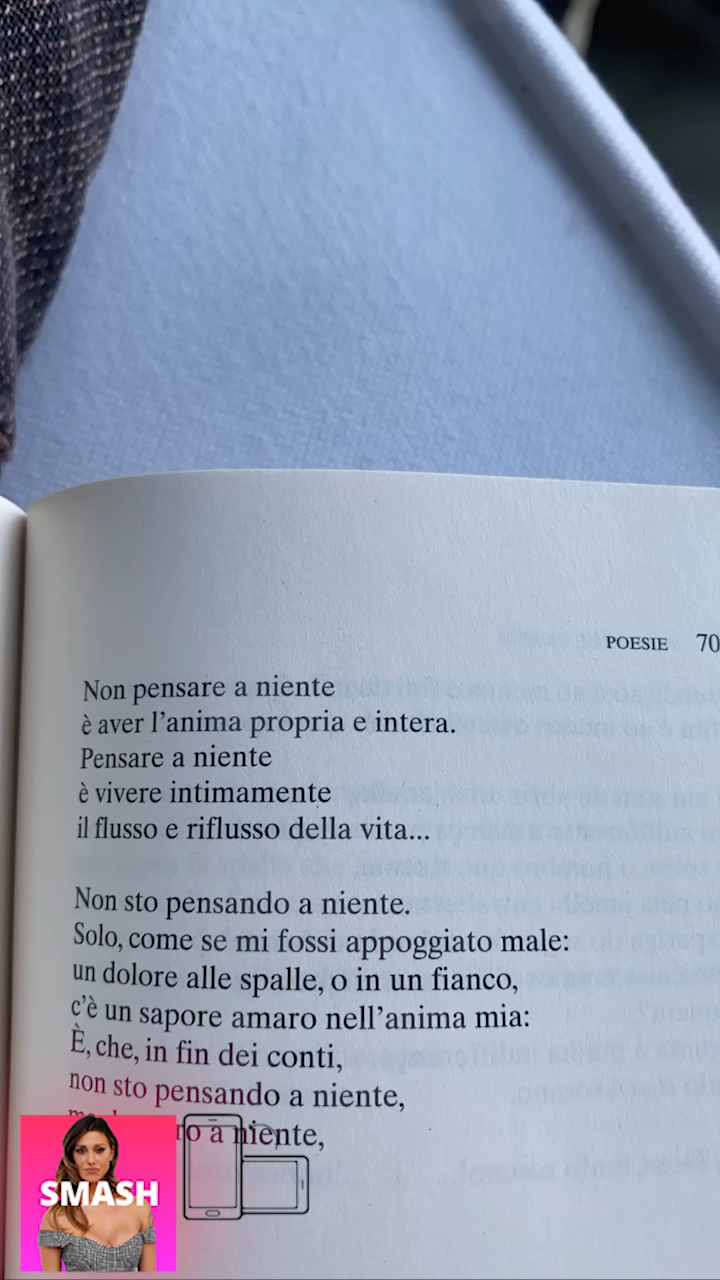 POESIE 70
Non pensare a niente
è aver l'anima propria e intera.
Pensare a niente
è vivere intimamente
il flusso e riflusso della vita...
Non sto pensando a niente.
Solo, come se mi fossi appoggiato male:
un dolore alle spalle, o in un fianco,
c'è un sapore amaro nell'anima mia:
È, che, in fin dei conti,
non sto pensando a niente,
a niente,
SMASH